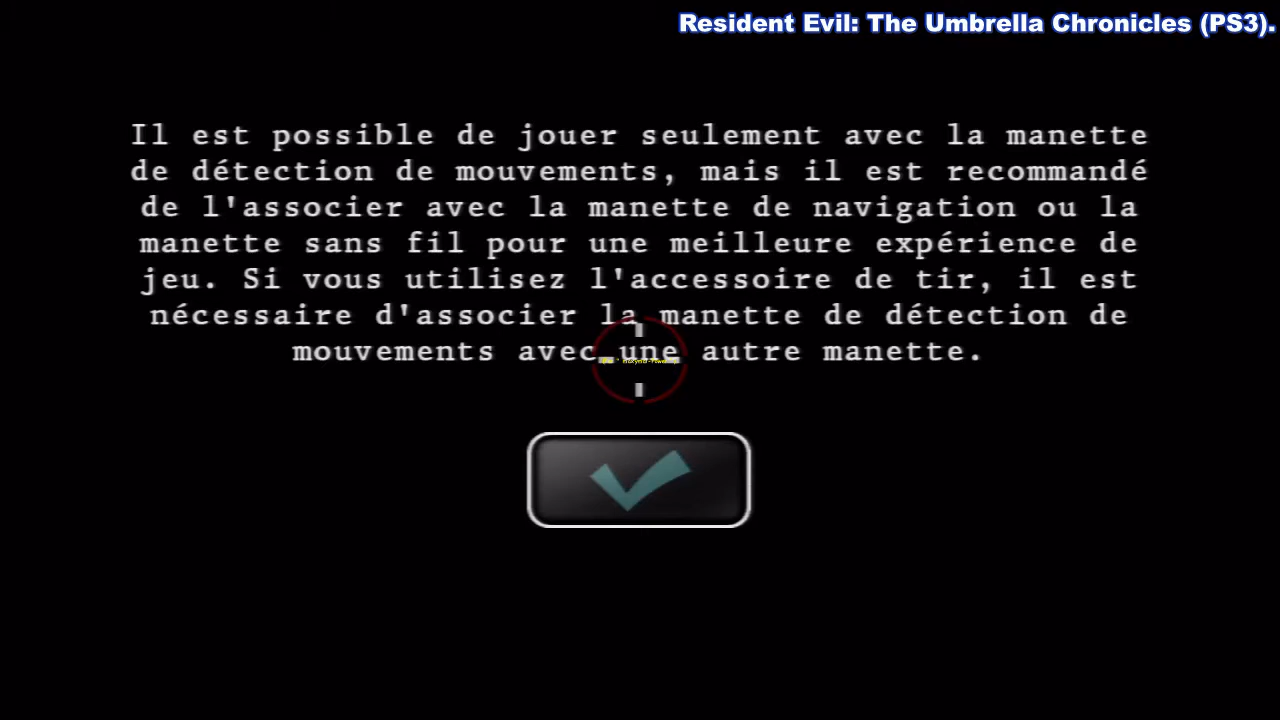 Resident Evil: The Umbrella Chronicles (PS3).
Il est possible de jouer seulement avec la manette
de détection de mouvements, mais il est recommandé
de l'associer avec la manette de navigation ou la
manette sans fil pour une meilleure expérience de
jeu. Si vous utilisez l'accessoire de tir, il est
nécessaire d'associer la manette de détection de
mouvements avec une autre manette.